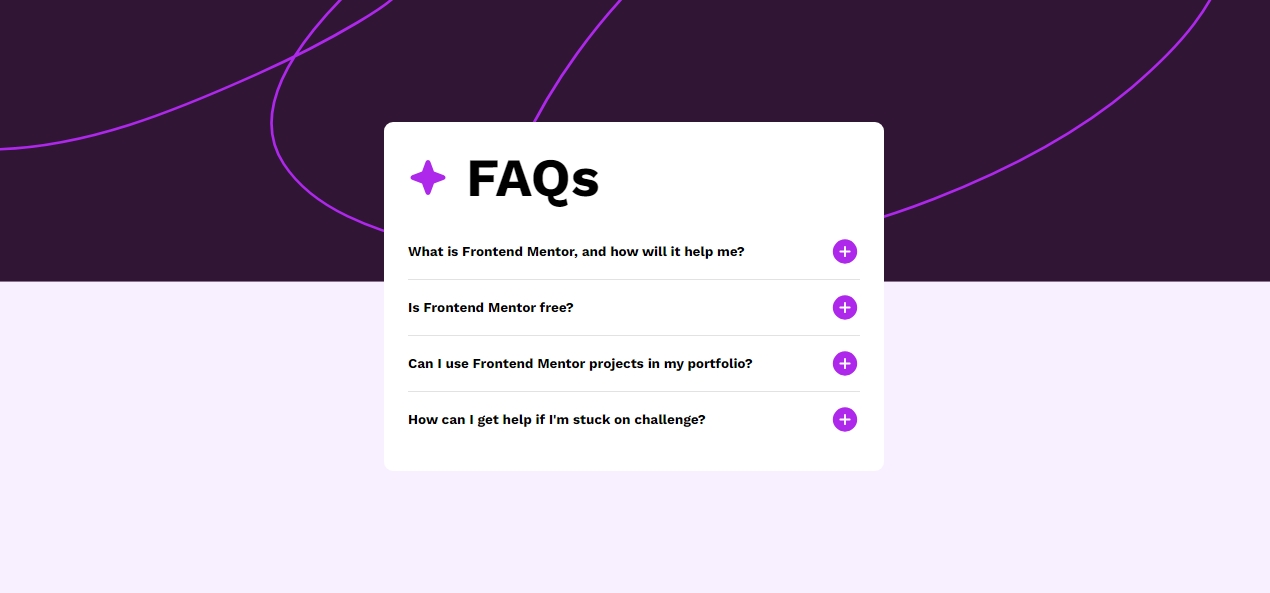 FAQs
What is Frontend Mentor, and how will it help me?
Is Frontend Mentor free?
Can I use Frontend Mentor projects in my portfolio?
How can I get help if I'm stuck on challenge?